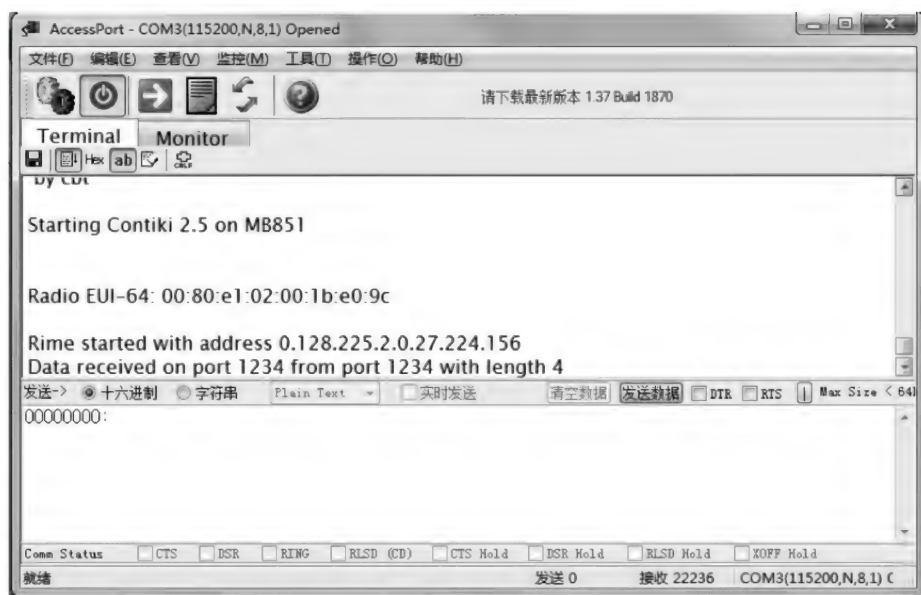 AccessPort - COM3(115200,N,8,1) Opened
文件(F) 编辑(E) 查看(V) 监控(M) 工具(T) 操作(O) 帮助(H)
请下载最新版本 1.37 Build 1870
Terminal Monitor
Hex ab CRLF
by cbt
Starting Contiki 2.5 on MB851
Radio EUI-64: 00:80:e1:02:00:1b:e0:9c
Rime started with address 0.128.225.2.0.27.224.156
Data received on port 1234 from port 1234 with length 4
发送-> 十六进制 字符串 Plain Text 实时发送 清空数据 发送数据 DTR RTS Max Size < 64
00000000:
Comm Status CTS DSR RING RLSD (CD) CTS Hold DSR Hold RLSD Hold XOFF Hold
就绪 发送 0 接收 22236 COM3(115200,N,8,1) C